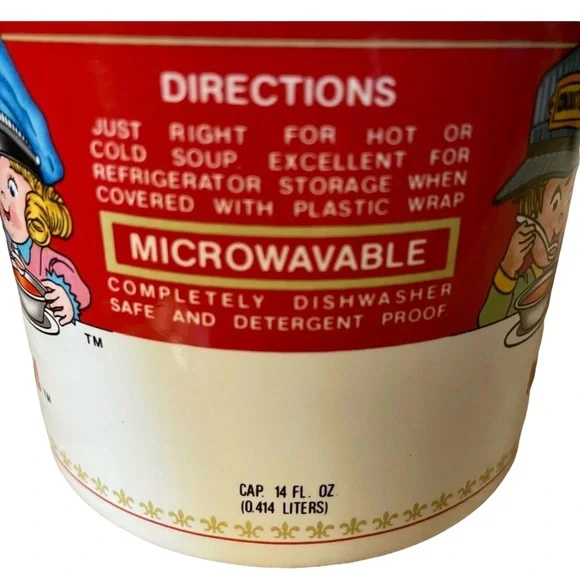 DIRECTIONS
JUST RIGHT FOR HOT OR
COLD SOUP. EXCELLENT FOR
REFRIGERATOR STORAGE WHEN
COVERED WITH PLASTIC WRAP
MICROWAVABLE
COMPLETELY DISHWASHER
SAFE AND DETERGENT PROOF
TM
TM
CAP. 14 FL. OZ.
(0.414 LITERS)